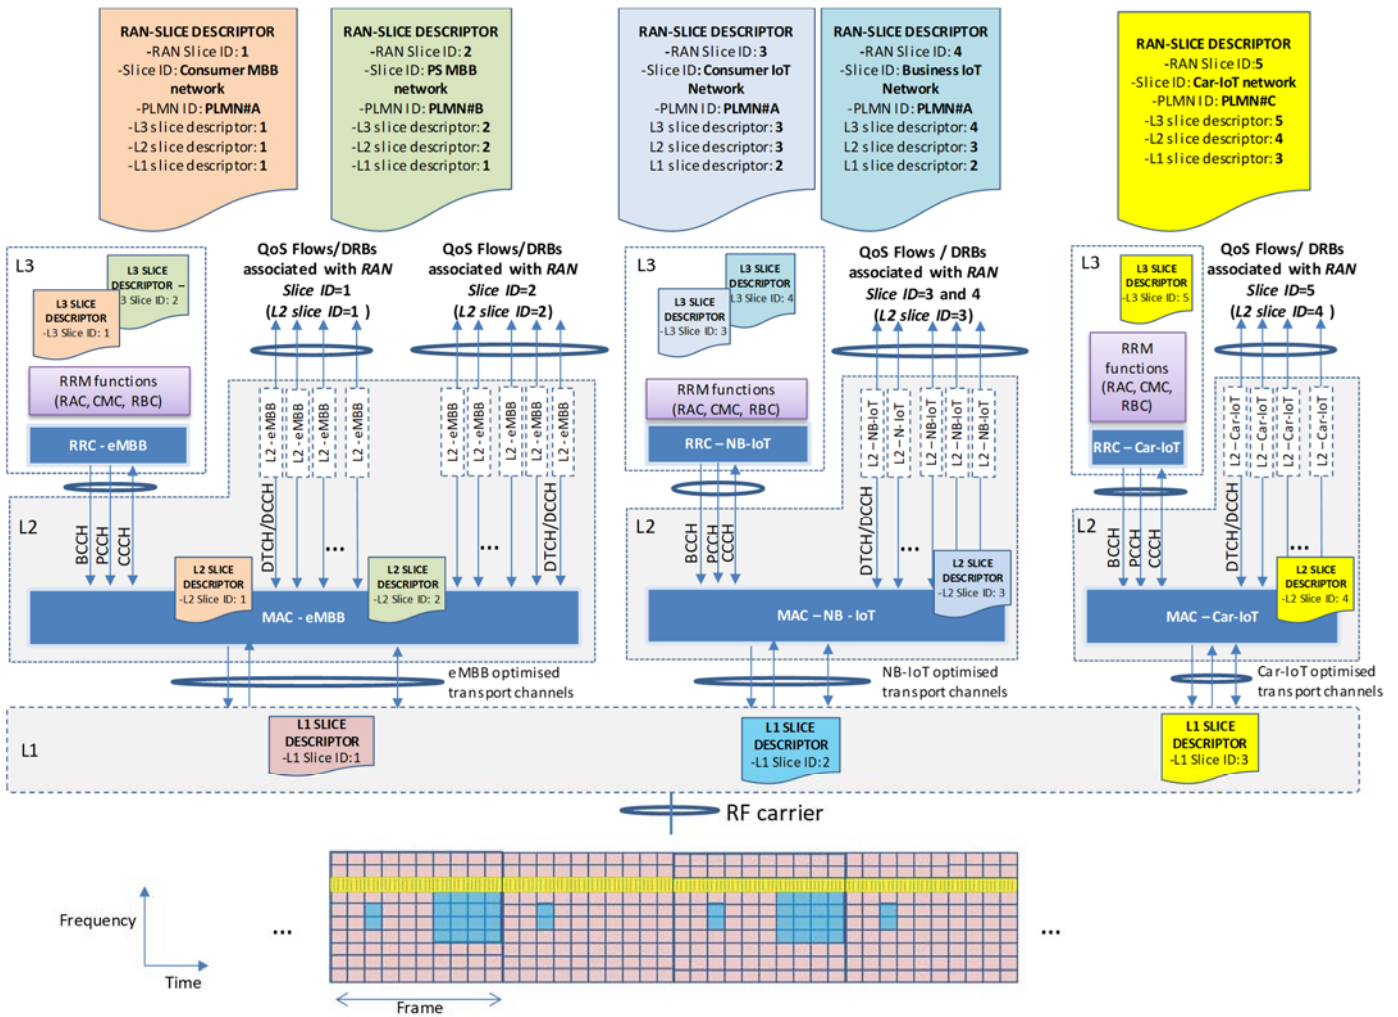 RAN-SLICE DESCRIPTOR
-RAN Slice ID: 1
-Slice ID: Consumer MBB
network
-PLMN ID: PLMN#A
-L3 slice descriptor: 1
-L2 slice descriptor: 1
-L1 slice descriptor: 1
RAN-SLICE DESCRIPTOR
-RAN Slice ID: 2
-Slice ID: PS MBB
network
-PLMN ID: PLMN#B
-L3 slice descriptor: 2
-L2 slice descriptor: 2
-L1 slice descriptor: 1
RAN-SLICE DESCRIPTOR
-RAN Slice ID: 3
-Slice ID: Consumer IoT
Network
-PLMN ID: PLMN#A
L3 slice descriptor: 3
L2 slice descriptor: 3
L1 slice descriptor: 2
RAN-SLICE DESCRIPTOR
-RAN Slice ID: 4
-Slice ID: Business IoT
Network
-PLMN ID: PLMN#A
L3 slice descriptor: 4
L2 slice descriptor: 3
L1 slice descriptor: 2
RAN-SLICE DESCRIPTOR
-RAN Slice ID:5
-Slice ID: Car-IoT network
-PLMN ID: PLMN#C
-L3 slice descriptor: 5
-L2 slice descriptor: 4
-L1 slice descriptor: 3
L3
L3 SLICE
DESCRIPTOR –
3 Slice ID: 2
L3 SLICE
DESCRIPTOR
-L3 Slice ID: 1
RRM functions
(RAC, CMC, RBC)
RRC - eMBB
QoS Flows/DRBs
associated with RAN
Slice ID=1
(L2 slice ID=1 )
QoS Flows/DRBs
associated with RAN
Slice ID=2
(L2 slice ID=2)
L3
L3 SLICE
DESCRIPTOR
L3 Slice ID: 4
L3 SLICE
DESCRIPTOR
-L3 Slice ID: 3
RRM functions
(RAC, CMC, RBC)
RRC – NB-IoT
QoS Flows / DRBs
associated with RAN
Slice ID=3 and 4
(L2 slice ID=3)
L3
L3 SLICE
DESCRIPTOR
-L3 Slice ID: 5
RRM
functions
(RAC, CMC,
RBC)
RRC – Car-IoT
QoS Flows/ DRBs
associated with RAN
Slice ID=5
(L2 slice ID=4 )
L2
BCCH
PCCH
CCCH
L2 - eMBB
L2 - eMBB
L2 - eMBB
L2 - eMBB
DTCH/DCCH
...
L2 - eMBB
L2 - eMBB
L2 - eMBB
L2 - eMBB
L2 - eMBB
...
DTCH/DCCH
L2 SLICE
DESCRIPTOR
-L2 Slice ID: 1
L2 SLICE
DESCRIPTOR
-L2 Slice ID: 2
MAC - eMBB
L2
BCCH
PCCH
CCCH
L2 – NB-IoT
L2 – N-IoT
L2 – NB-IoT
L2 – NB-IoT
L2 – NB-IoT
DTCH/DCCH
...
L2 SLICE
DESCRIPTOR
-L2 Slice ID: 3
MAC – NB - IoT
L2
BCCH
PCCH
CCCH
L2 – Car-IoT
L2 – Car-IoT
L2 – Car-IoT
L2 – Car-IoT
DTCH/DCCH
...
L2 SLICE
DESCRIPTOR
-L2 Slice ID: 4
MAC – Car-IoT
eMBB optimised
transport channels
NB-IoT optimised
transport channels
Car-IoT optimised
transport channels
L1
L1 SLICE
DESCRIPTOR
-L1 Slice ID:1
L1 SLICE
DESCRIPTOR
-L1 Slice ID:2
L1 SLICE
DESCRIPTOR
-L1 Slice ID:3
RF carrier
Frequency
Time
...
...
Frame